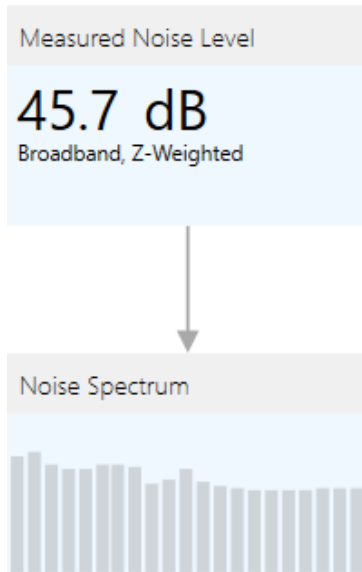 Measured Noise Level
45.7 dB
Broadband, Z-Weighted
Noise Spectrum